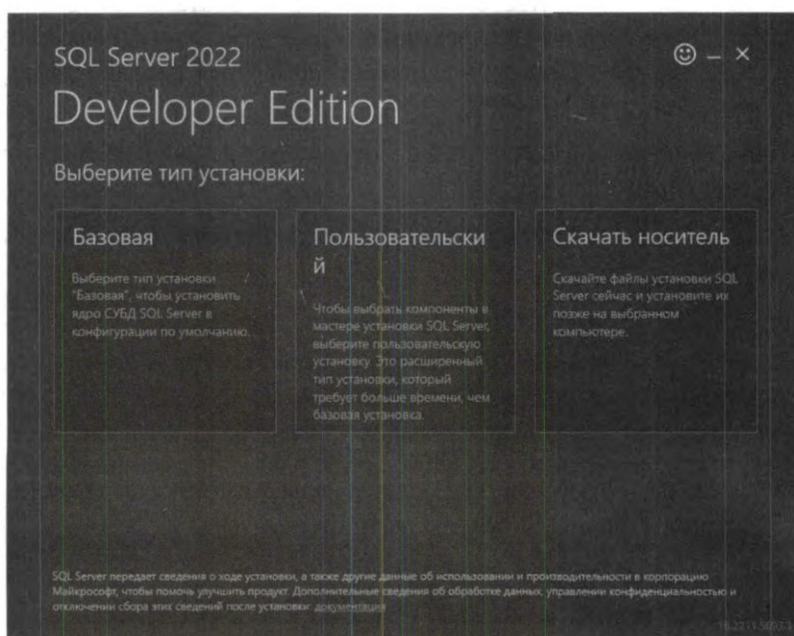 SQL Server 2022
Developer Edition
Выберите тип установки:
Базовая
Выберите тип установки
"Базовая", чтобы установить
ядро СУБД SQL Server в
конфигурации по умолчанию.
Пользовательски
й
Чтобы выбрать компоненты в
мастере установки SQL Server,
выберите пользовательскую
установку. Это расширенный
тип установки, который
требует больше времени, чем
базовая установка.
Скачать носитель
Скачайте файлы установки SQL
Server сейчас и установите их
позже на выбранном
компьютере.
SQL Server передает сведения о ходе установки, а также другие данные об использовании и производительности в корпорацию
Майкрософт, чтобы помочь улучшить продукт. Дополнительные сведения об обработке данных, управлении конфиденциальностью и
отключении сбора этих сведений после установки: документация